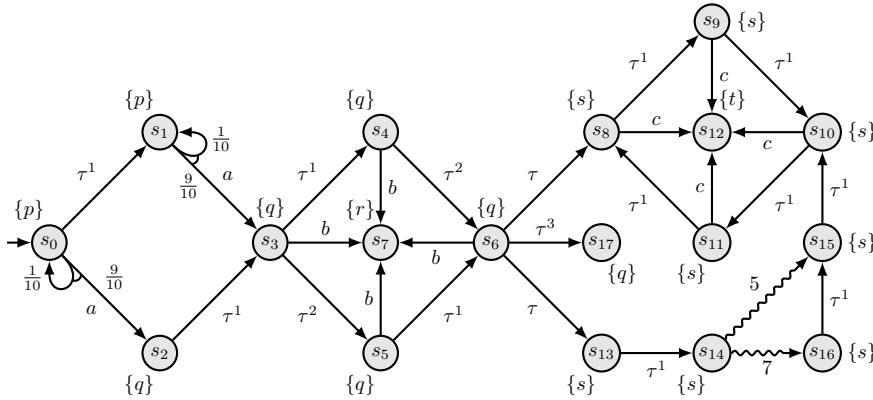 s₉ {s}
τ¹ c τ¹
{p} {q} {s} {t}
s₁ 1/10 s₄ s₈ c s₁₂ c s₁₀ {s}
τ¹ 9/10 a τ¹ b τ² τ τ¹ c τ¹ τ¹
{p} {q} {r} {q}
s₀ s₃ b s₇ b s₆ τ³ s₁₇ s₁₁ s₁₅ {s}
1/10 9/10 {q} {s}
a τ¹ τ² b τ¹ τ 5 τ¹
s₂ s₅ s₁₃ τ¹ s₁₄ 7 s₁₆ {s}
{q} {q} {s} {s}